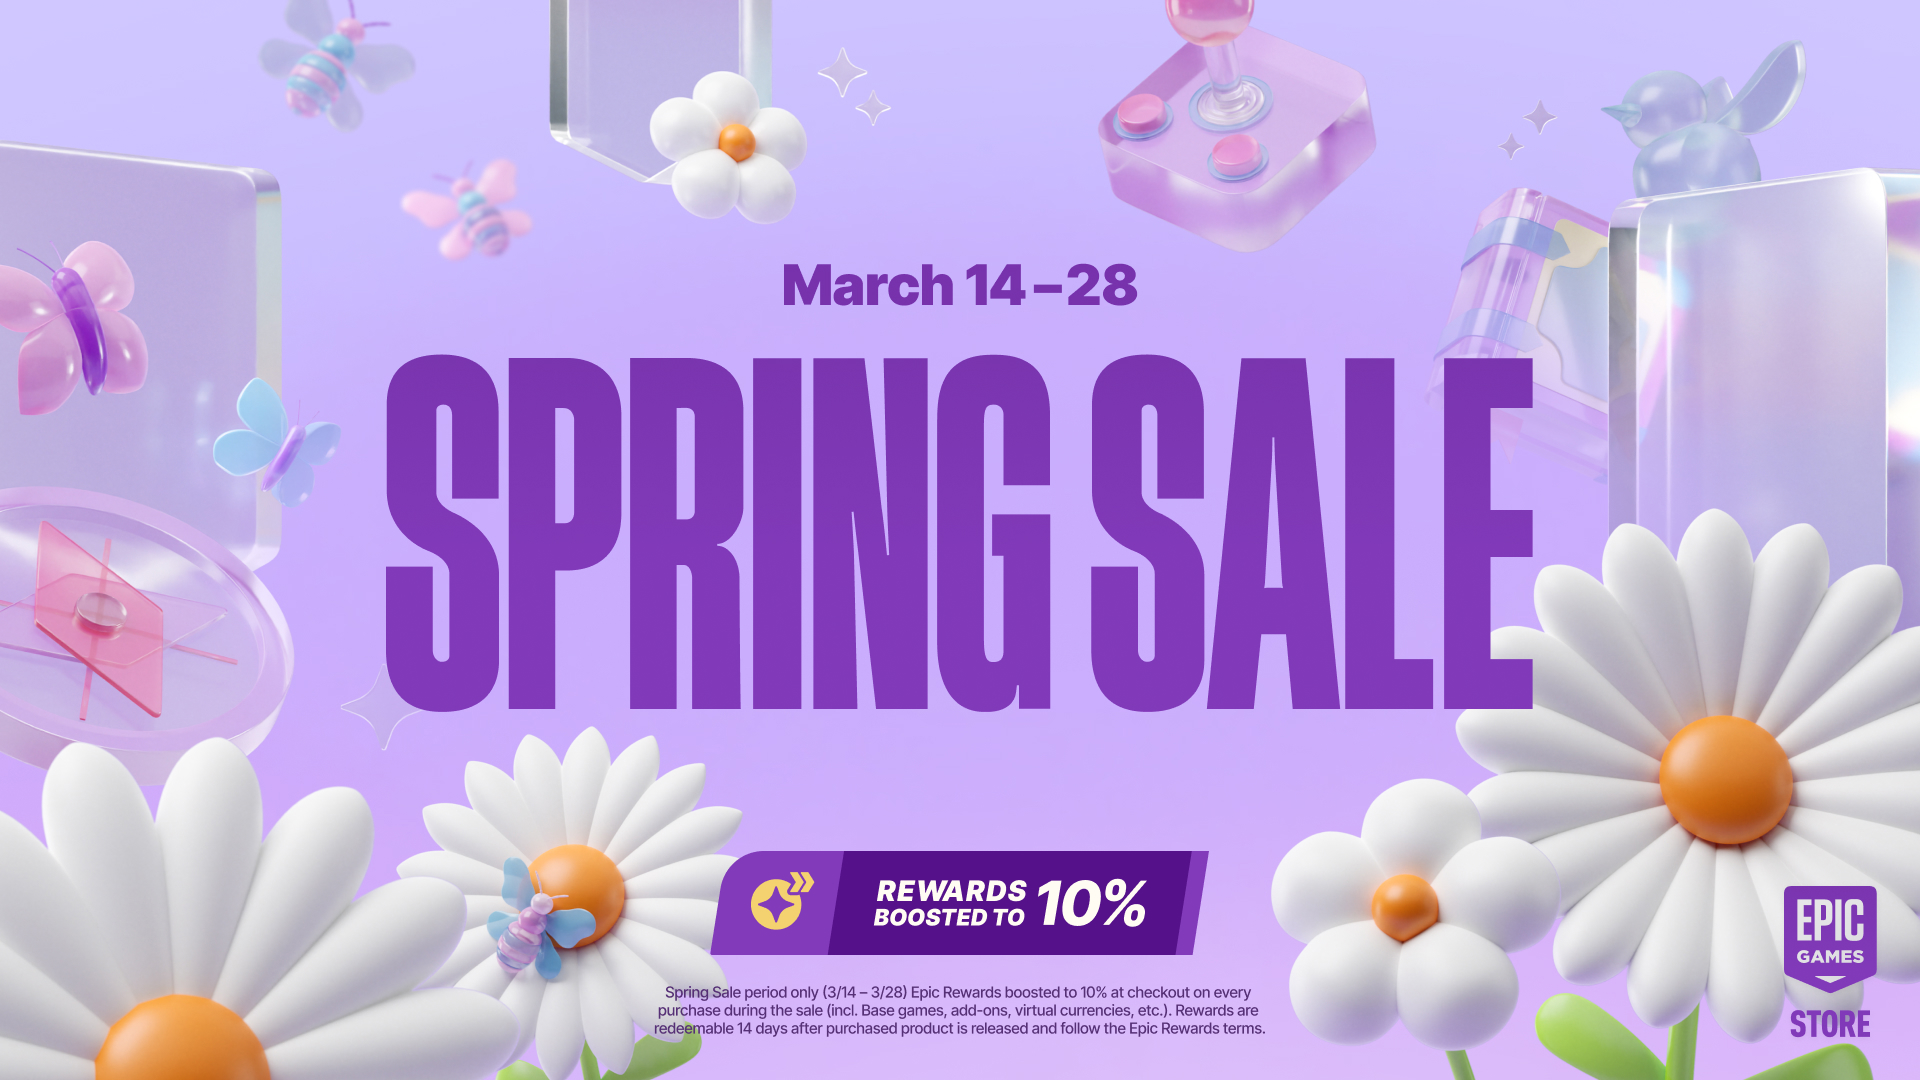 March 14–28
SPRING SALE
REWARDS
BOOSTED TO 10%
Spring Sale period only (3/14 – 3/28) Epic Rewards boosted to 10% at checkout on every
purchase during the sale (incl. Base games, add-ons, virtual currencies, etc.). Rewards are
redeemable 14 days after purchased product is released and follow the Epic Rewards terms.
EPIC
GAMES
STORE